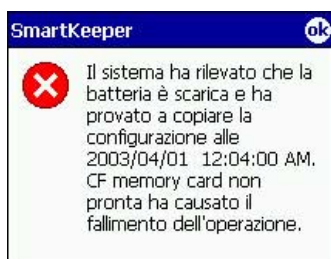 SmartKeeper ok
Il sistema ha rilevato che la
batteria è scarica e ha
provato a copiare la
configurazione alle
2003/04/01 12:04:00 AM.
CF memory card non
pronta ha causato il
fallimento dell'operazione.